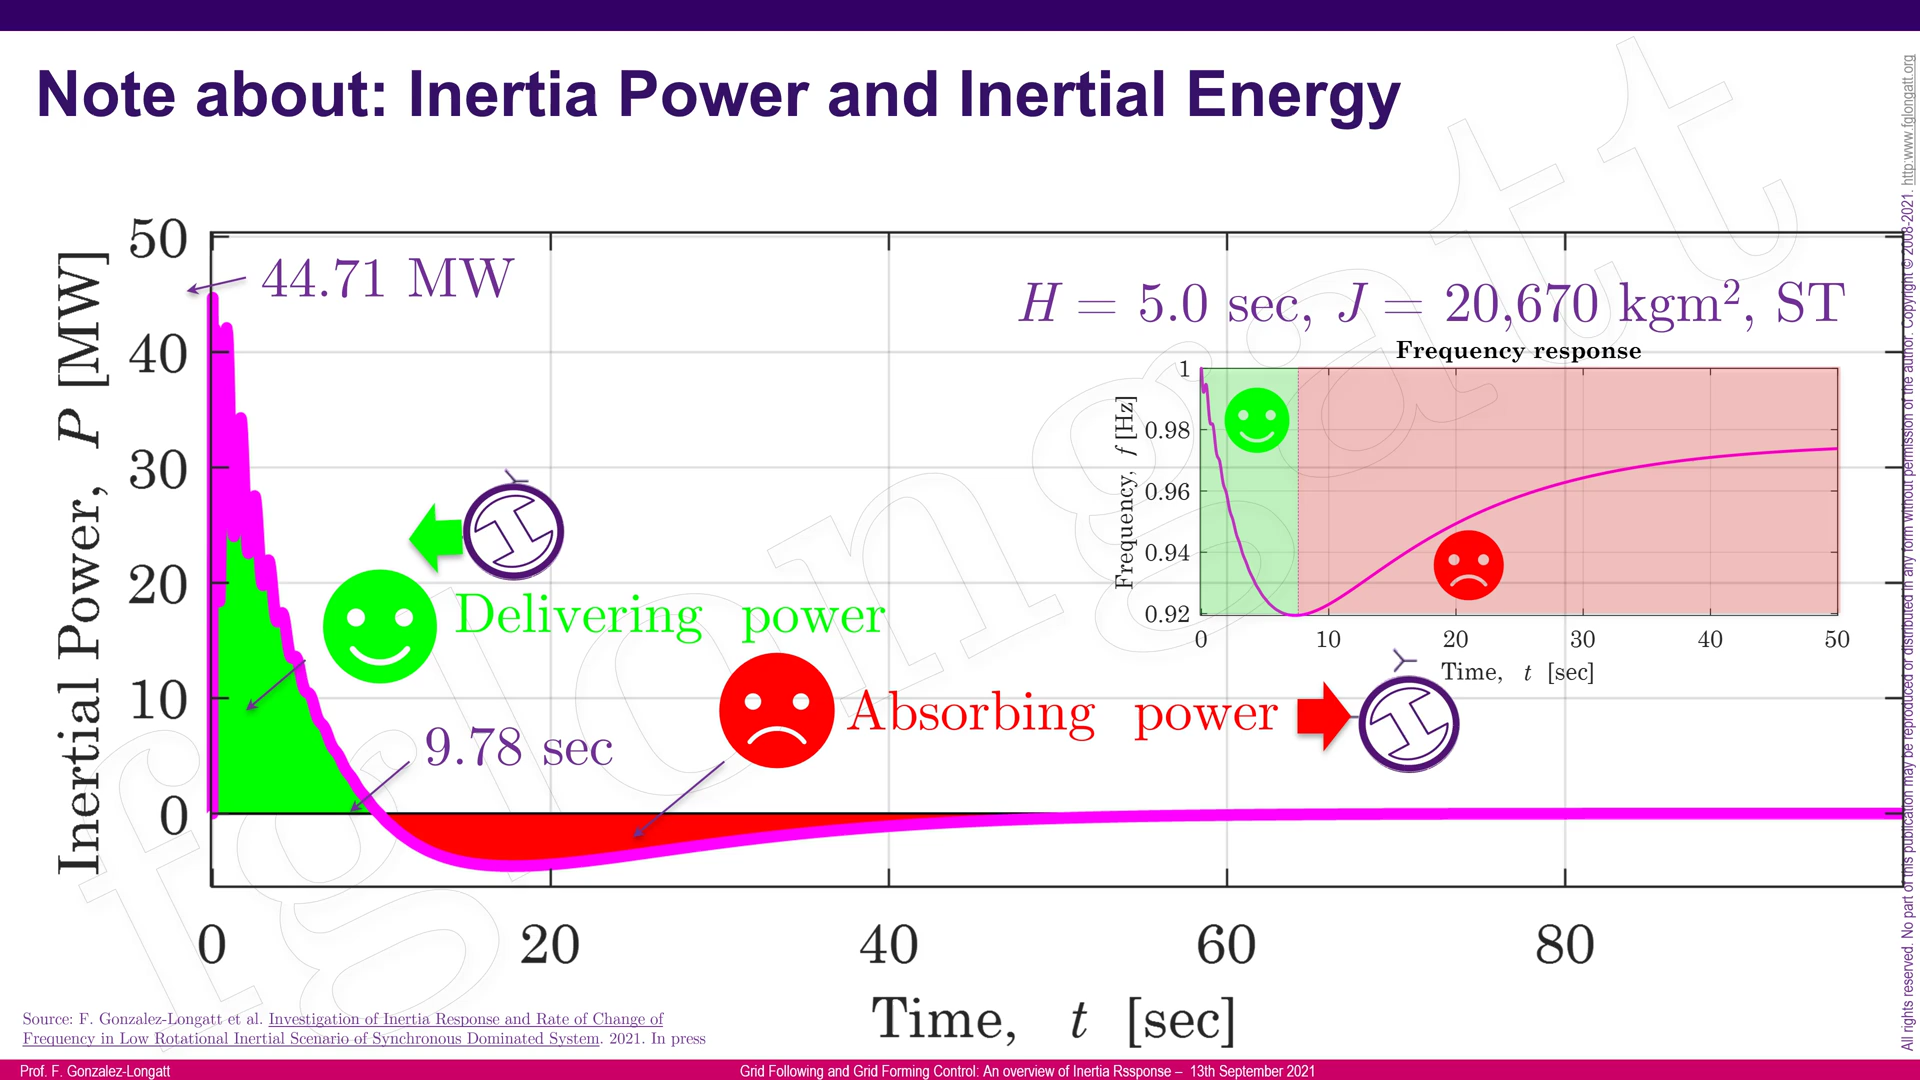 Note about: Inertia Power and Inertial Energy
50
40
30
20
10
0
Inertial Power, P [MW]
44.71 MW
H = 5.0 sec, J = 20,670 kgm², ST
Frequency response
1
0.98
0.96
0.94
0.92
Frequency, f [Hz]
0 10 20 30 40 50
Time, t [sec]
Delivering power
Absorbing power
9.78 sec
0 20 40 60 80
Time, t [sec]
Source: F. Gonzalez-Longatt et al. Investigation of Inertia Response and Rate of Change of
Frequency in Low Rotational Inertial Scenario of Synchronous Dominated System. 2021. In press
Prof. F. Gonzalez-Longatt
Grid Following and Grid Forming Control: An overview of Inertia Rssponse – 13th September 2021
All rights reserved. No part of this publication may be reproduced or distributed in any form without permission of the author. Copyright © 2008-2021. http:www.fglongatt.org
fglongatt